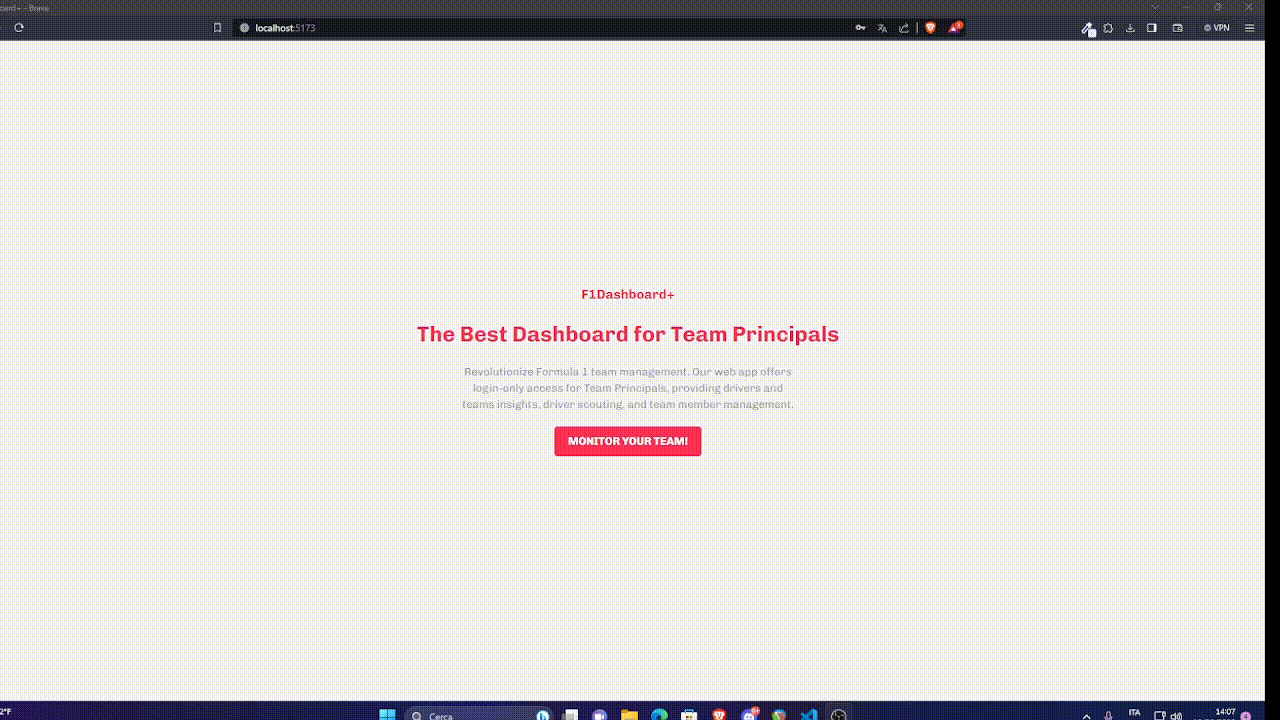 oard+ - Brave
localhost:5173
VPN
F1Dashboard+
The Best Dashboard for Team Principals
Revolutionize Formula 1 team management. Our web app offers
login-only access for Team Principals, providing drivers and
teams insights, driver scouting, and team member management.
MONITOR YOUR TEAM!
2°F
Cerca
ITA
14:07
4